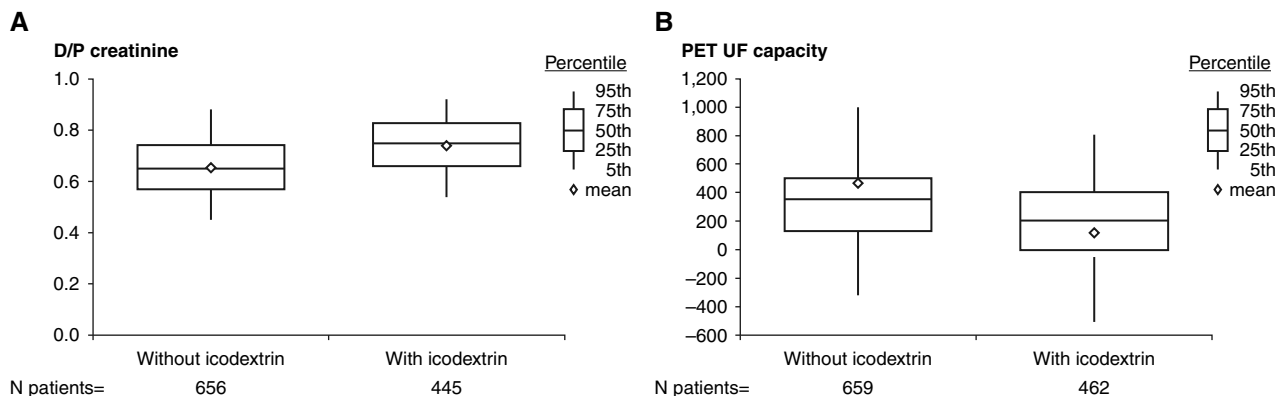 A
D/P creatinine
Percentile
95th
75th
50th
25th
5th
mean
1.0
0.8
0.6
0.4
0.2
0.0
Without icodextrin
With icodextrin
N patients=
656
445
B
PET UF capacity
Percentile
95th
75th
50th
25th
5th
mean
1,200
1,000
800
600
400
200
0
–200
–400
–600
Without icodextrin
With icodextrin
N patients=
659
462